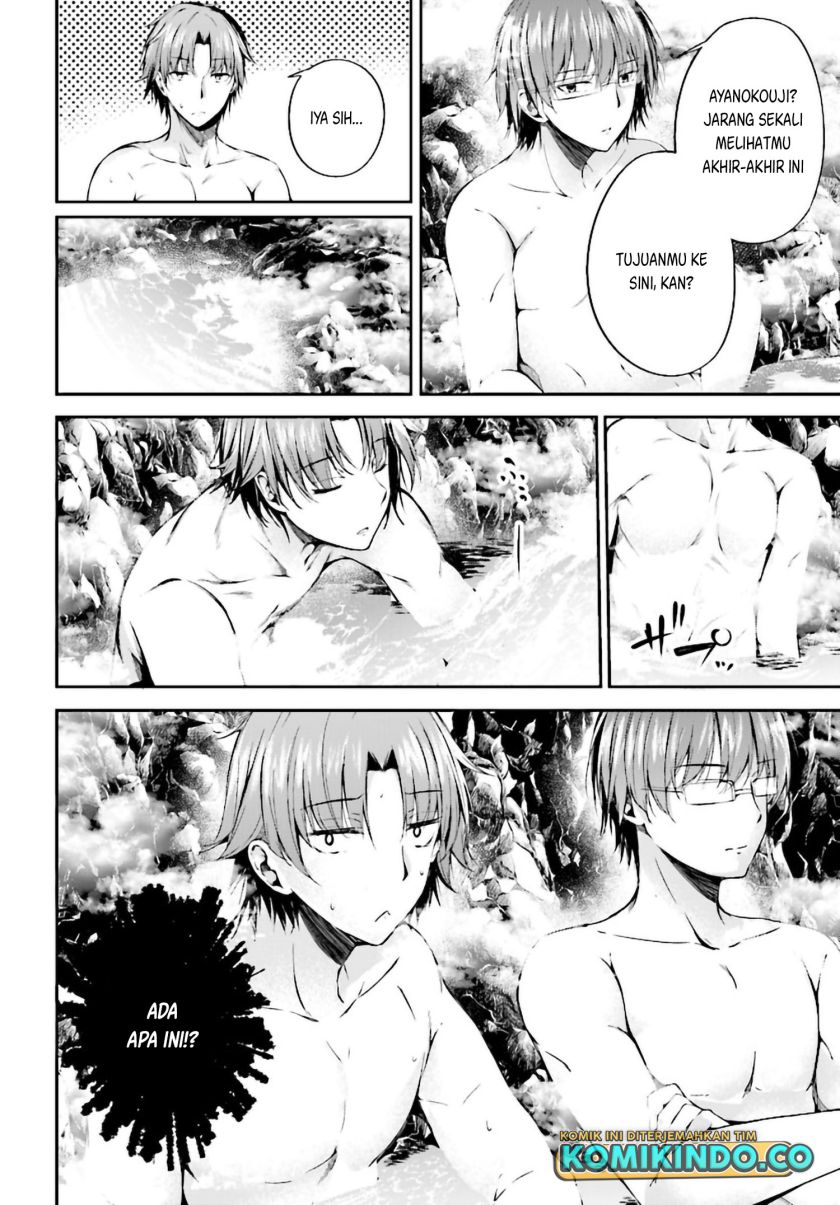 AYANOKOUJI?
JARANG SEKALI
MELIHATMU
AKHIR-AKHIR INI
TUJUANMU KE
SINI, KAN?
IYA SIH...
ADA
APA INI!?
KOMIK INI DITERJEMAHKAN TIM
KOMIKINDO.CO